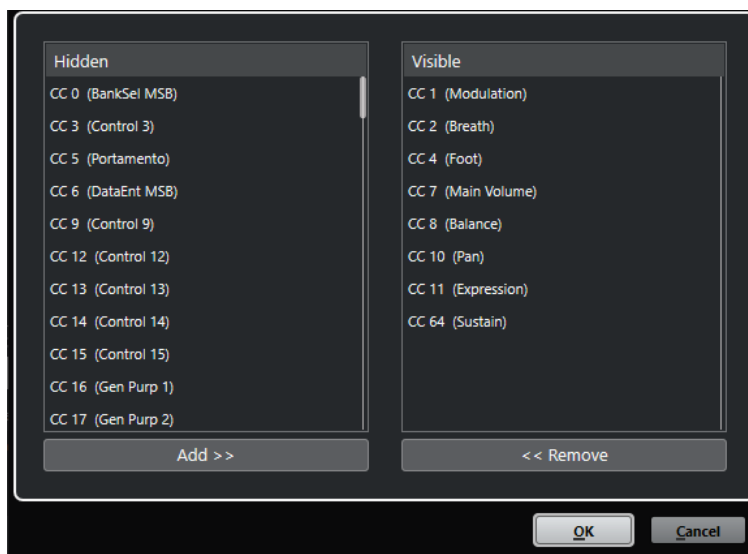 Hidden
CC 0 (BankSel MSB)
CC 3 (Control 3)
CC 5 (Portamento)
CC 6 (DataEnt MSB)
CC 9 (Control 9)
CC 12 (Control 12)
CC 13 (Control 13)
CC 14 (Control 14)
CC 15 (Control 15)
CC 16 (Gen Purp 1)
CC 17 (Gen Purp 2)
Add >>
Visible
CC 1 (Modulation)
CC 2 (Breath)
CC 4 (Foot)
CC 7 (Main Volume)
CC 8 (Balance)
CC 10 (Pan)
CC 11 (Expression)
CC 64 (Sustain)
<< Remove
OK
Cancel